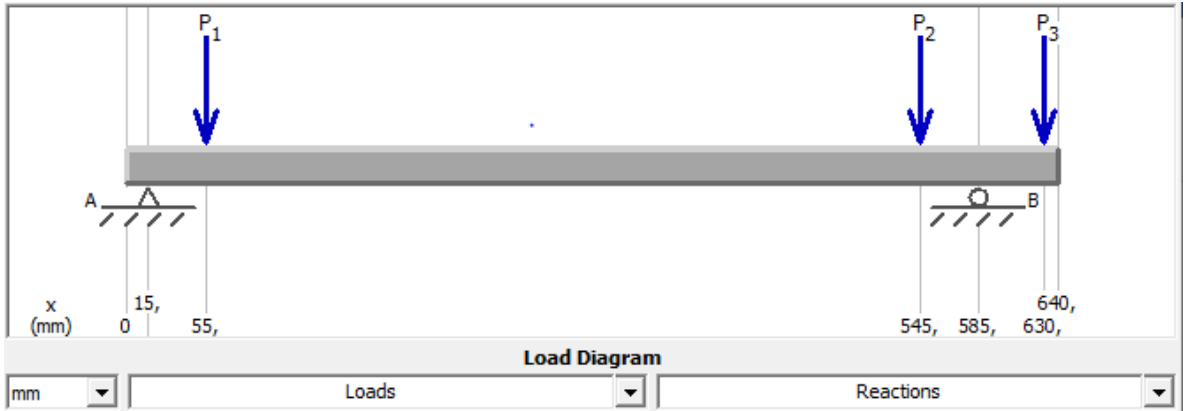 P1 P2 P3
A B
x 15, 640,
(mm) 0 55, 545, 585, 630,
Load Diagram
mm Loads Reactions